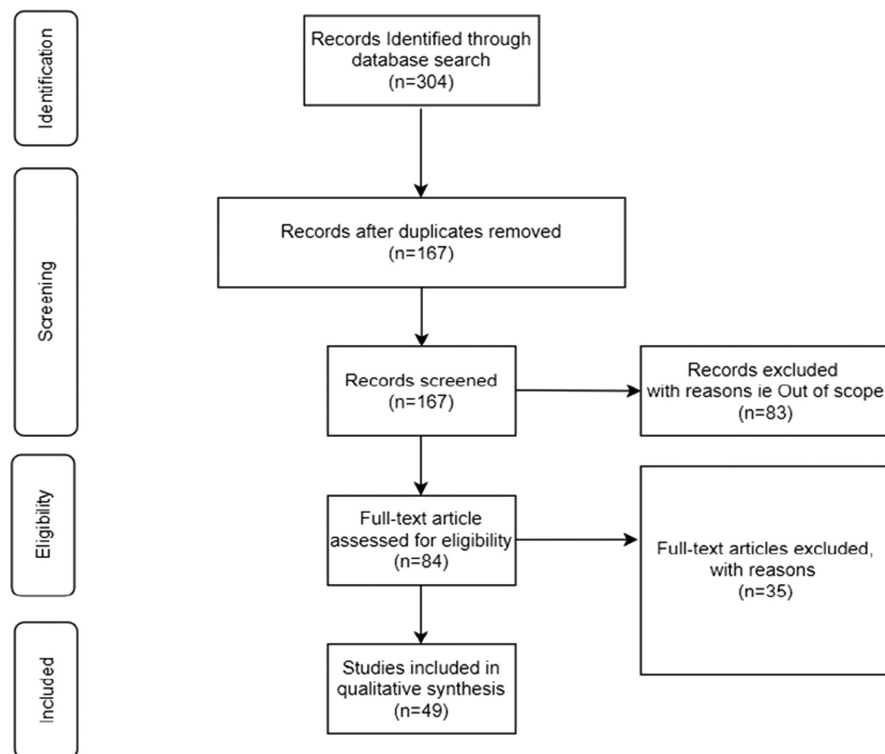 Identification
Records Identified through
database search
(n=304)
Screening
Records after duplicates removed
(n=167)
Records screened
(n=167)
Records excluded
with reasons ie Out of scope
(n=83)
Eligibility
Full-text article
assessed for eligibility
(n=84)
Full-text articles excluded,
with reasons
(n=35)
Included
Studies included in
qualitative synthesis
(n=49)